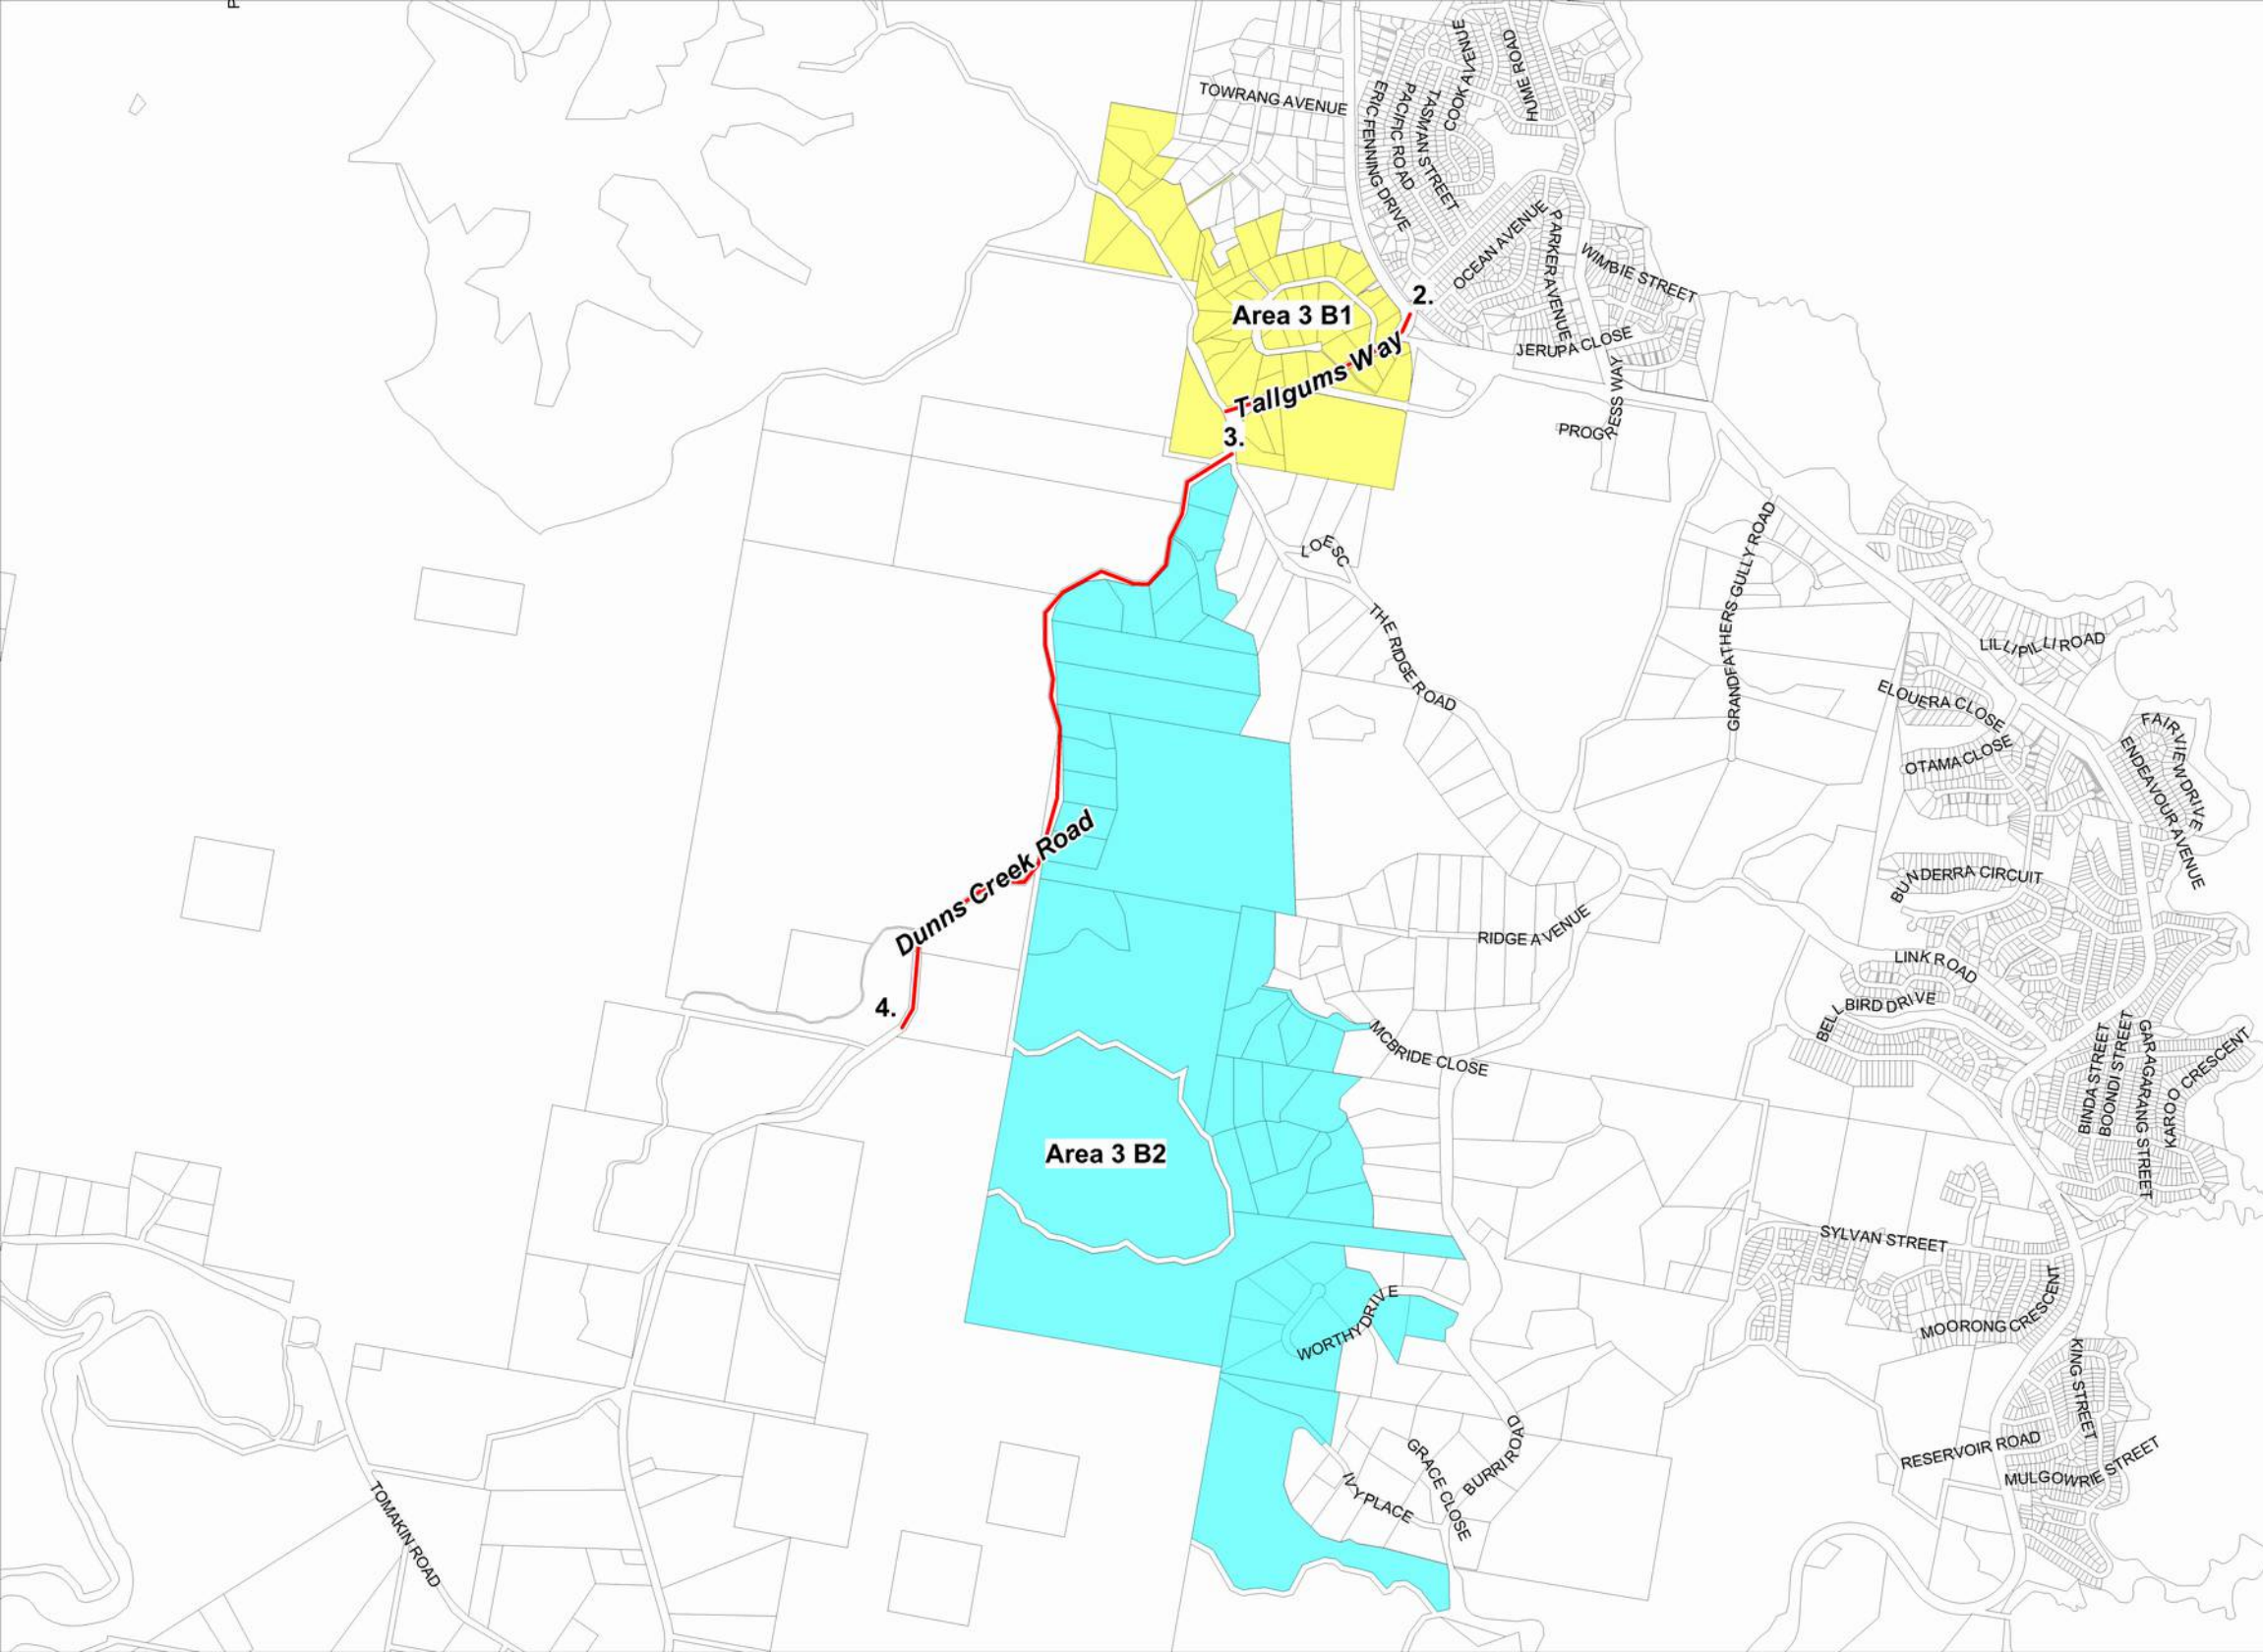 P
TOWRANG AVENUE
ERIC FENNING DRIVE
PACIFIC ROAD
TASMAN STREET
COOK AVENUE
HUME ROAD
OCEAN AVENUE
PARKER AVENUE
WIMBIE STREET
Area 3 B1
2.
JERUPA CLOSE
Tallgums Way
PROGRESS WAY
3.
LOESC
THE RIDGE ROAD
GRANDFATHERS GULLY ROAD
LILLIPILLI ROAD
ELOUERA CLOSE
OTAMA CLOSE
FAIRVIEW DRIVE
ENDEAVOUR AVENUE
Dunns Creek Road
BUNDERRA CIRCUIT
RIDGE AVENUE
LINK ROAD
BELLBIRD DRIVE
4.
MCBRIDE CLOSE
BINDA STREET
BOONDI STREET
GARAGARANG STREET
KAROO CRESCENT
Area 3 B2
SYLVAN STREET
WORTHY DRIVE
MOORONG CRESCENT
KING STREET
RESERVOIR ROAD
MULGOWRIE STREET
IVY PLACE
GRACE CLOSE
BURRI ROAD
TOMAKIN ROAD